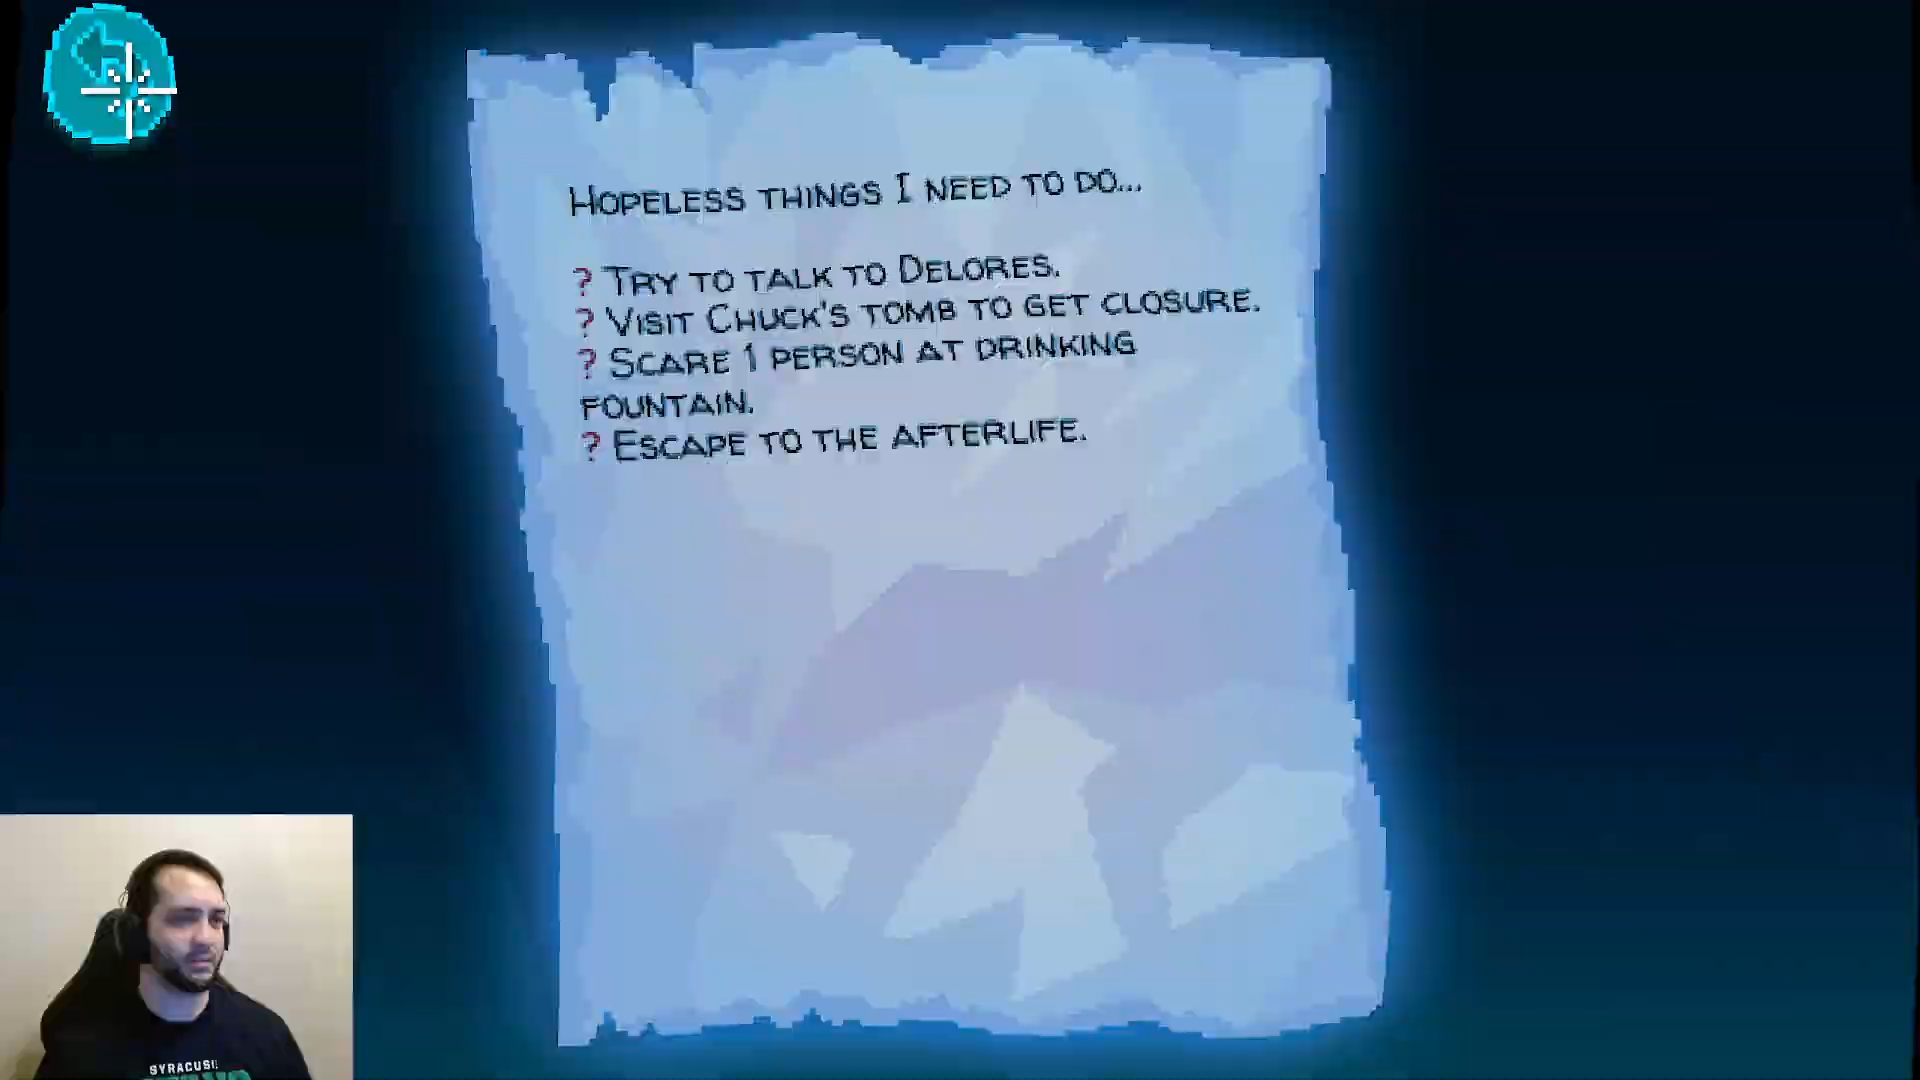 Hopeless things I need to do...
? Try to talk to Delores.
? Visit Chuck's tomb to get closure.
? Scare 1 person at drinking
fountain.
? Escape to the afterlife.
SYRACUSE